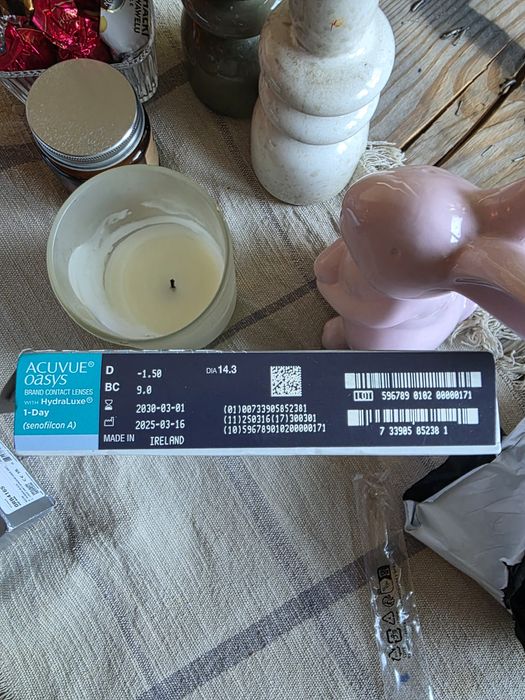 ACUVUE®
OASYS
BRAND CONTACT LENSES
WITH HydraLuxe®
1-Day
(senofilcon A)
D -1.50 DIA 14.3
BC 9.0
2030-03-01
2025-03-16
MADE IN IRELAND
(01)00733905852381
(11)250316(17)300301
(10)5967890102000000171
LOT 596789 0102 00000171
7 33905 85238 1